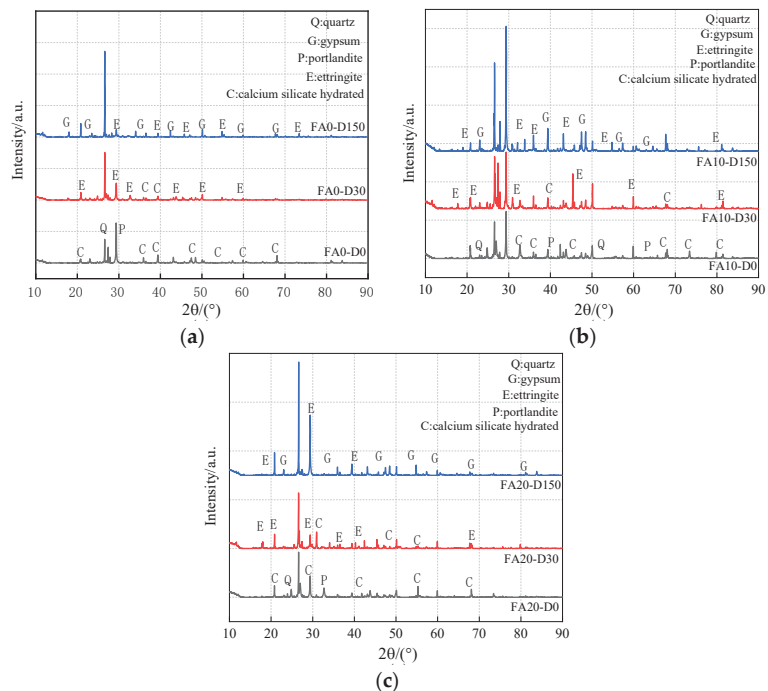 Q:quartz
G:gypsum
P:portlandite
E:ettringite
C:calcium silicate hydrated
G G G E G E G E G E G G E
FA0-D150
E E E C C E E E
FA0-D30
Q P
C C C C C C C
FA0-D0
Intensity/a.u.
10 20 30 40 50 60 70 80 90
2θ/(°)
(a)
Q:quartz
G:gypsum
E:ettringite
P:portlandite
C:calcium silicate hydrated
E G E E G E G E G G E
FA10-D150
E E E C E E C E
FA10-D30
Q C C P C Q P C C C
FA10-D0
Intensity/a.u.
10 20 30 40 50 60 70 80 90
2θ/(°)
(b)
Q:quartz
G:gypsum
E:ettringite
P:portlandite
C:calcium silicate hydrated
E
E G G E G G G G G
FA20-D150
E E E C E E C E
FA20-D30
C Q C P C C C
FA20-D0
Intensity/a.u.
10 20 30 40 50 60 70 80 90
2θ/(°)
(c)